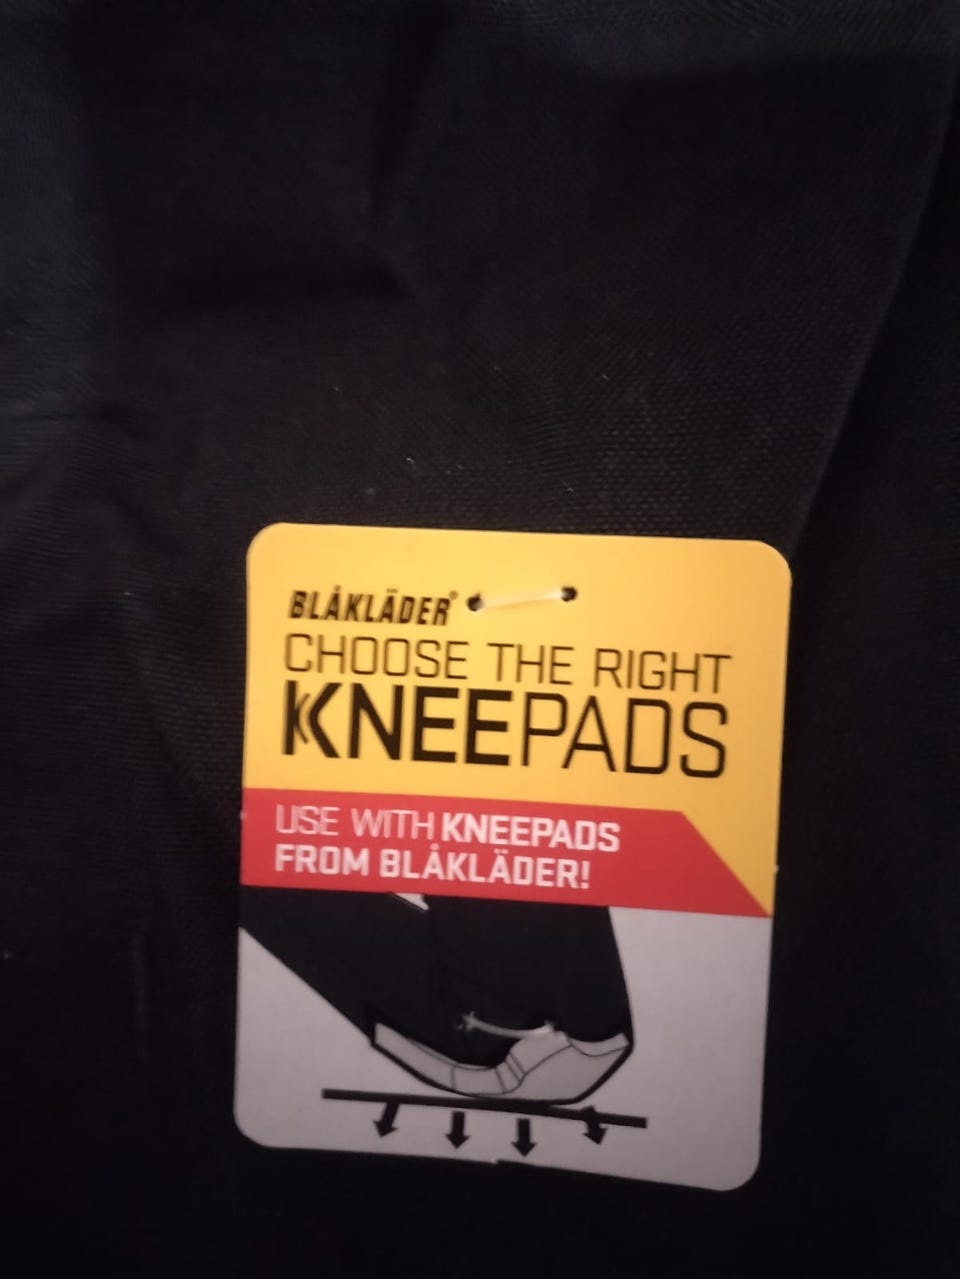 BLÅKLÄDER®
CHOOSE THE RIGHT
KNEEPADS
USE WITH KNEEPADS
FROM BLÅKLÄDER!